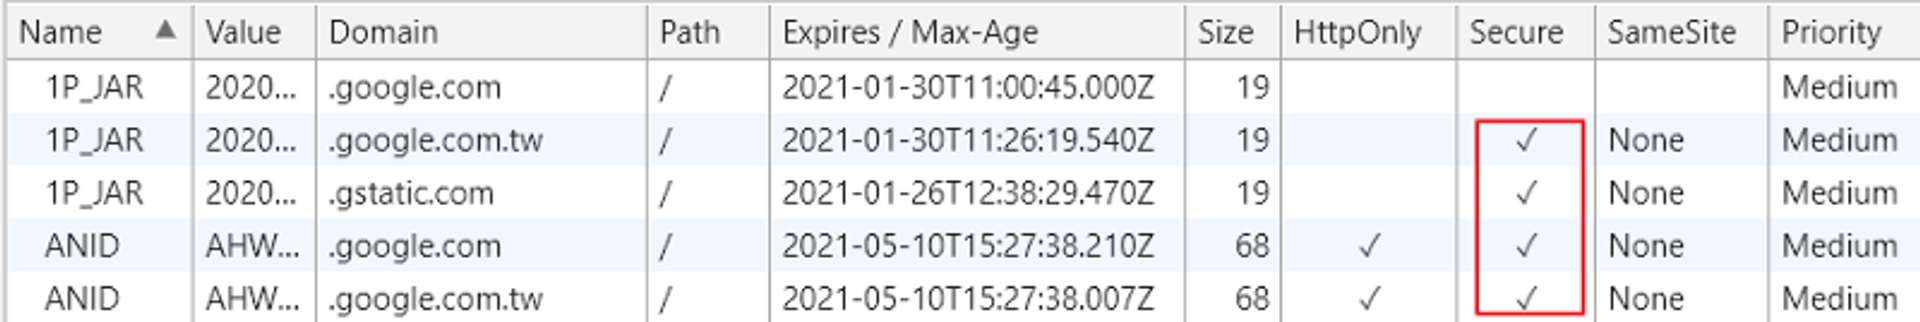 Name ▲ Value Domain Path Expires / Max-Age Size HttpOnly Secure SameSite Priority
1P_JAR 2020... .google.com / 2021-01-30T11:00:45.000Z 19 Medium
1P_JAR 2020... .google.com.tw / 2021-01-30T11:26:19.540Z 19 ✓ None Medium
1P_JAR 2020... .gstatic.com / 2021-01-26T12:38:29.470Z 19 ✓ None Medium
ANID AHW... .google.com / 2021-05-10T15:27:38.210Z 68 ✓ ✓ None Medium
ANID AHW... .google.com.tw / 2021-05-10T15:27:38.007Z 68 ✓ ✓ None Medium